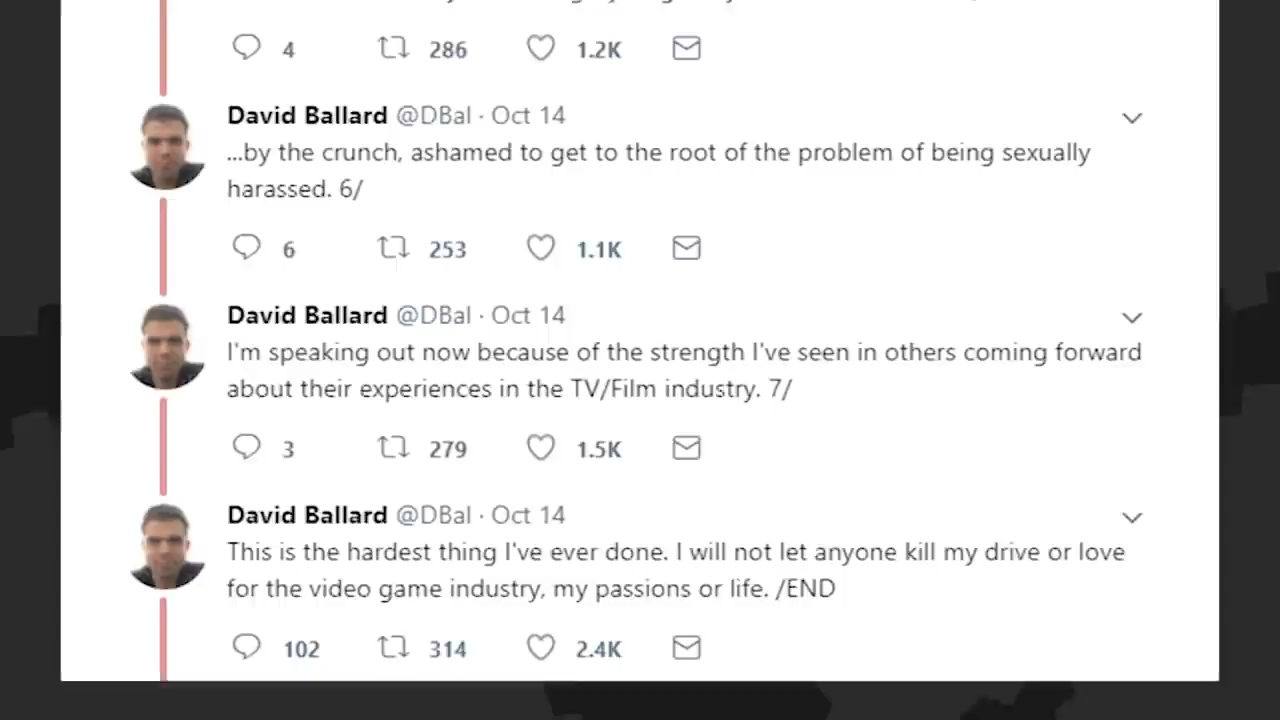 4 286 1.2K
David Ballard @DBal · Oct 14
...by the crunch, ashamed to get to the root of the problem of being sexually
harassed. 6/
6 253 1.1K
David Ballard @DBal · Oct 14
I'm speaking out now because of the strength I've seen in others coming forward
about their experiences in the TV/Film industry. 7/
3 279 1.5K
David Ballard @DBal · Oct 14
This is the hardest thing I've ever done. I will not let anyone kill my drive or love
for the video game industry, my passions or life. /END
102 314 2.4K